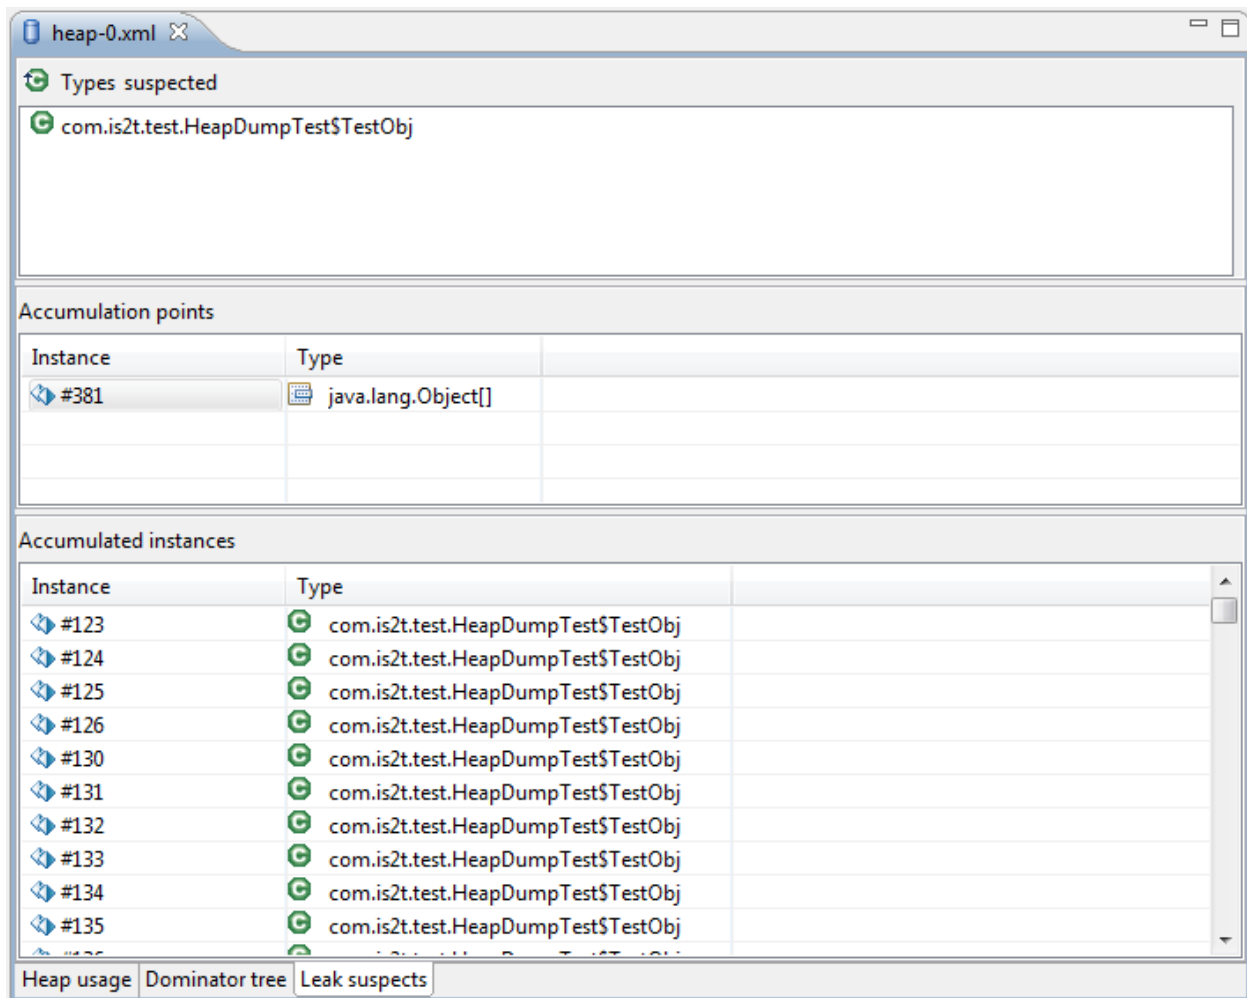 heap-0.xml
Types suspected
com.is2t.test.HeapDumpTest$TestObj
Accumulation points
Instance Type
#381 java.lang.Object[]
Accumulated instances
Instance Type
#123 com.is2t.test.HeapDumpTest$TestObj
#124 com.is2t.test.HeapDumpTest$TestObj
#125 com.is2t.test.HeapDumpTest$TestObj
#126 com.is2t.test.HeapDumpTest$TestObj
#130 com.is2t.test.HeapDumpTest$TestObj
#131 com.is2t.test.HeapDumpTest$TestObj
#132 com.is2t.test.HeapDumpTest$TestObj
#133 com.is2t.test.HeapDumpTest$TestObj
#134 com.is2t.test.HeapDumpTest$TestObj
#135 com.is2t.test.HeapDumpTest$TestObj
Heap usage Dominator tree Leak suspects